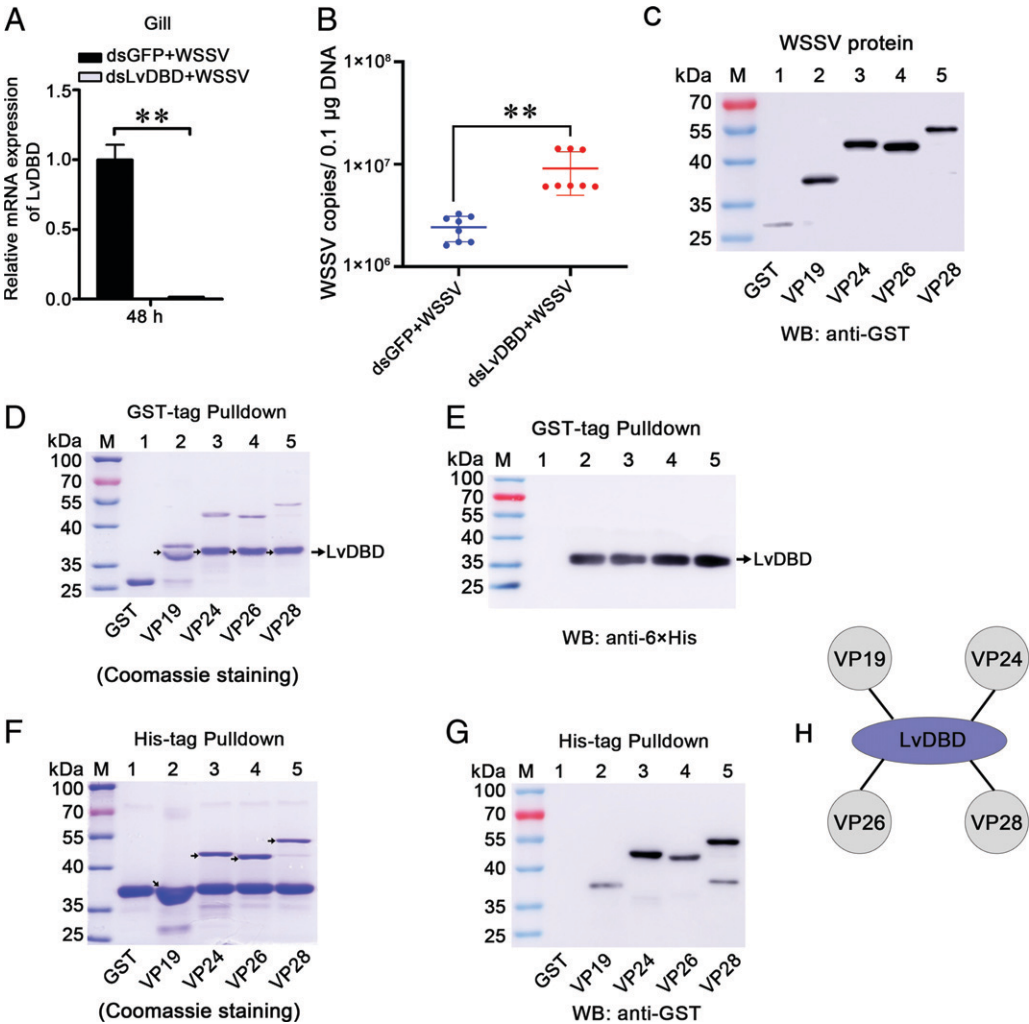 A
Gill
dsGFP+WSSV
dsLvDBD+WSSV
Relative mRNA expression
of LvDBD
1.5
1.0
0.5
0.0
**
48 h
B
WSSV copies/ 0.1 µg DNA
1×10⁸
1×10⁷
1×10⁶
**
dsGFP+WSSV
dsLvDBD+WSSV
C
WSSV protein
kDa M 1 2 3 4 5
70
55
40
35
25
GST VP19 VP24 VP26 VP28
WB: anti-GST
D
GST-tag Pulldown
kDa M 1 2 3 4 5
100
70
55
40
35
25
LvDBD
GST VP19 VP24 VP26 VP28
(Coomassie staining)
E
GST-tag Pulldown
kDa M 1 2 3 4 5
100
70
55
40
35
25
LvDBD
WB: anti-6×His
F
His-tag Pulldown
kDa M 1 2 3 4 5
100
70
55
40
35
25
GST VP19 VP24 VP26 VP28
(Coomassie staining)
G
His-tag Pulldown
kDa M 1 2 3 4 5
100
70
55
40
35
25
GST VP19 VP24 VP26 VP28
WB: anti-GST
H
VP19 VP24
LvDBD
VP26 VP28